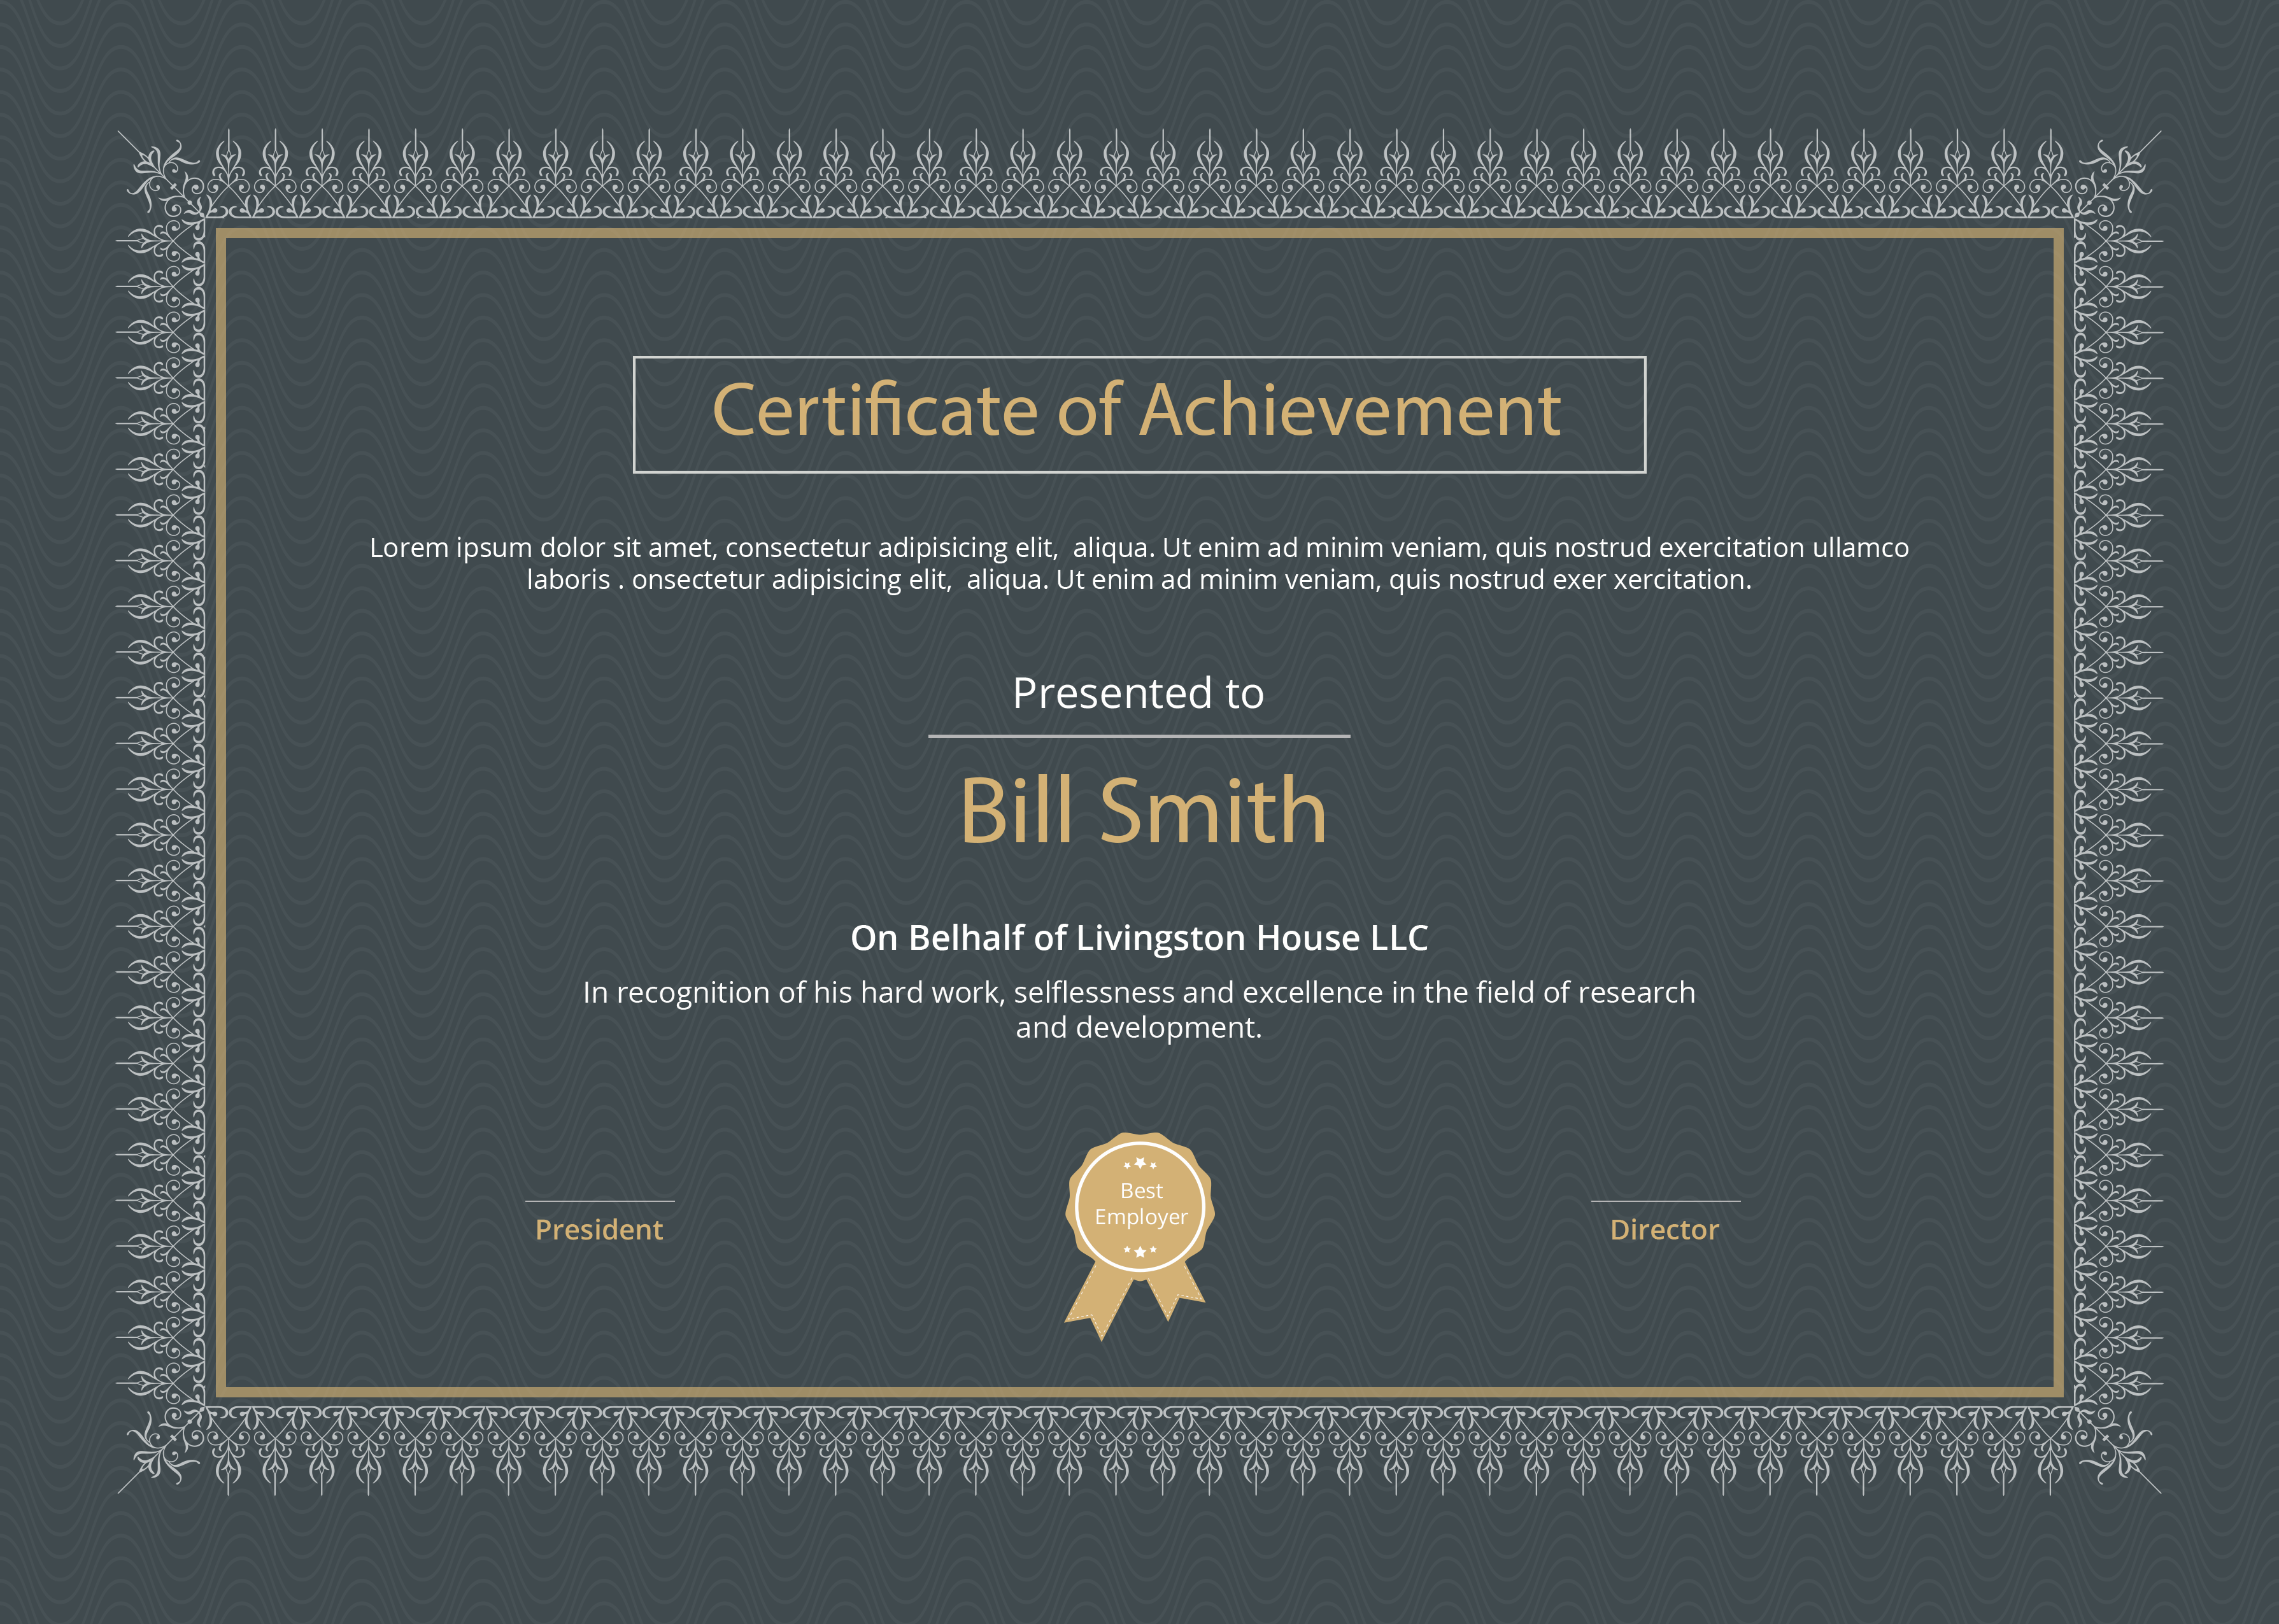 Certificate of Achievement
Lorem ipsum dolor sit amet, consectetur adipisicing elit,  aliqua. Ut enim ad minim veniam, quis nostrud exercitation ullamco
laboris . onsectetur adipisicing elit,  aliqua. Ut enim ad minim veniam, quis nostrud exer xercitation.
Presented to
Bill Smith
On Belhalf of Livingston House LLC
In recognition of his hard work, selflessness and excellence in the field of research
and development.
Best
Employer
President
Director